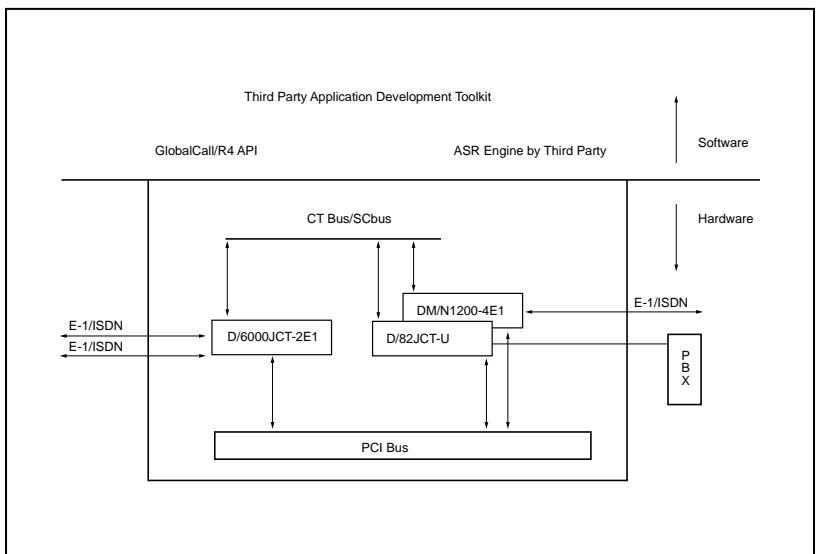 Third Party Application Development Toolkit
GlobalCall/R4 API
ASR Engine by Third Party
Software
Hardware
CT Bus/SCbus
DM/N1200-4E1
E-1/ISDN
E-1/ISDN
D/6000JCT-2E1
D/82JCT-U
E-1/ISDN
PBX
PCI Bus